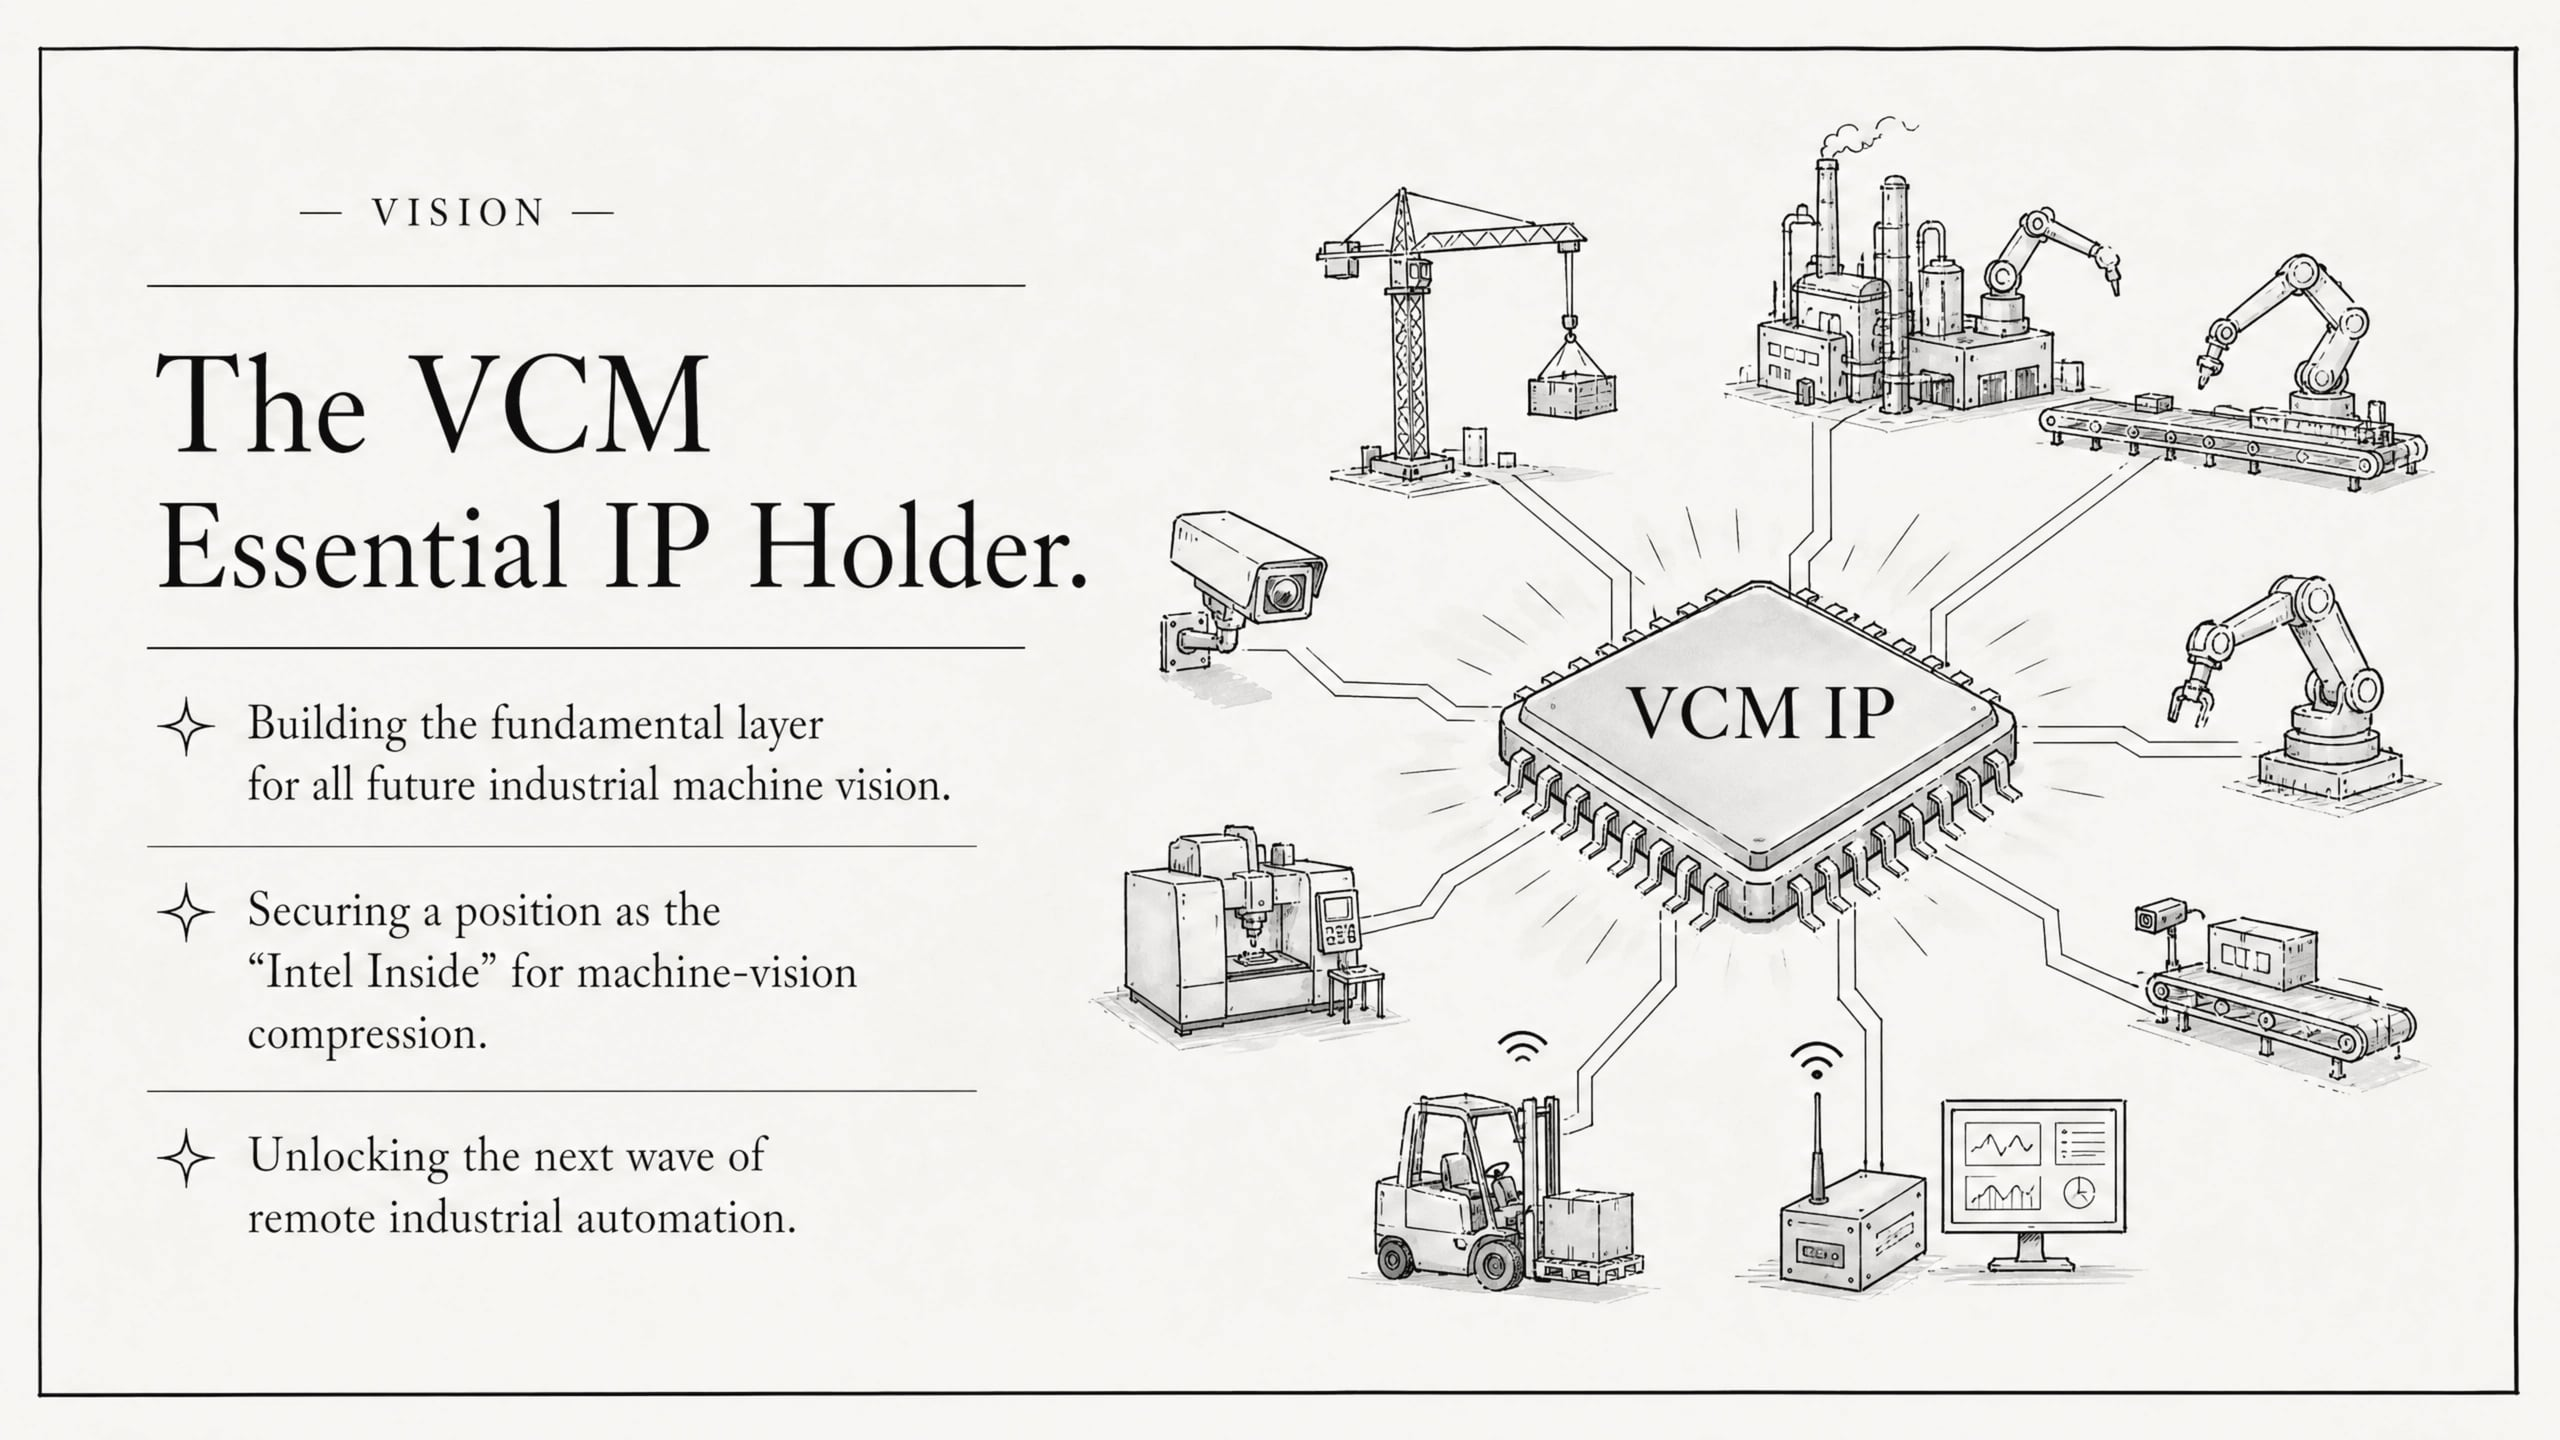 — VISION —
The VCM
Essential IP Holder.
Building the fundamental layer
for all future industrial machine vision.
Securing a position as the
“Intel Inside” for machine-vision
compression.
Unlocking the next wave of
remote industrial automation.
VCM IP